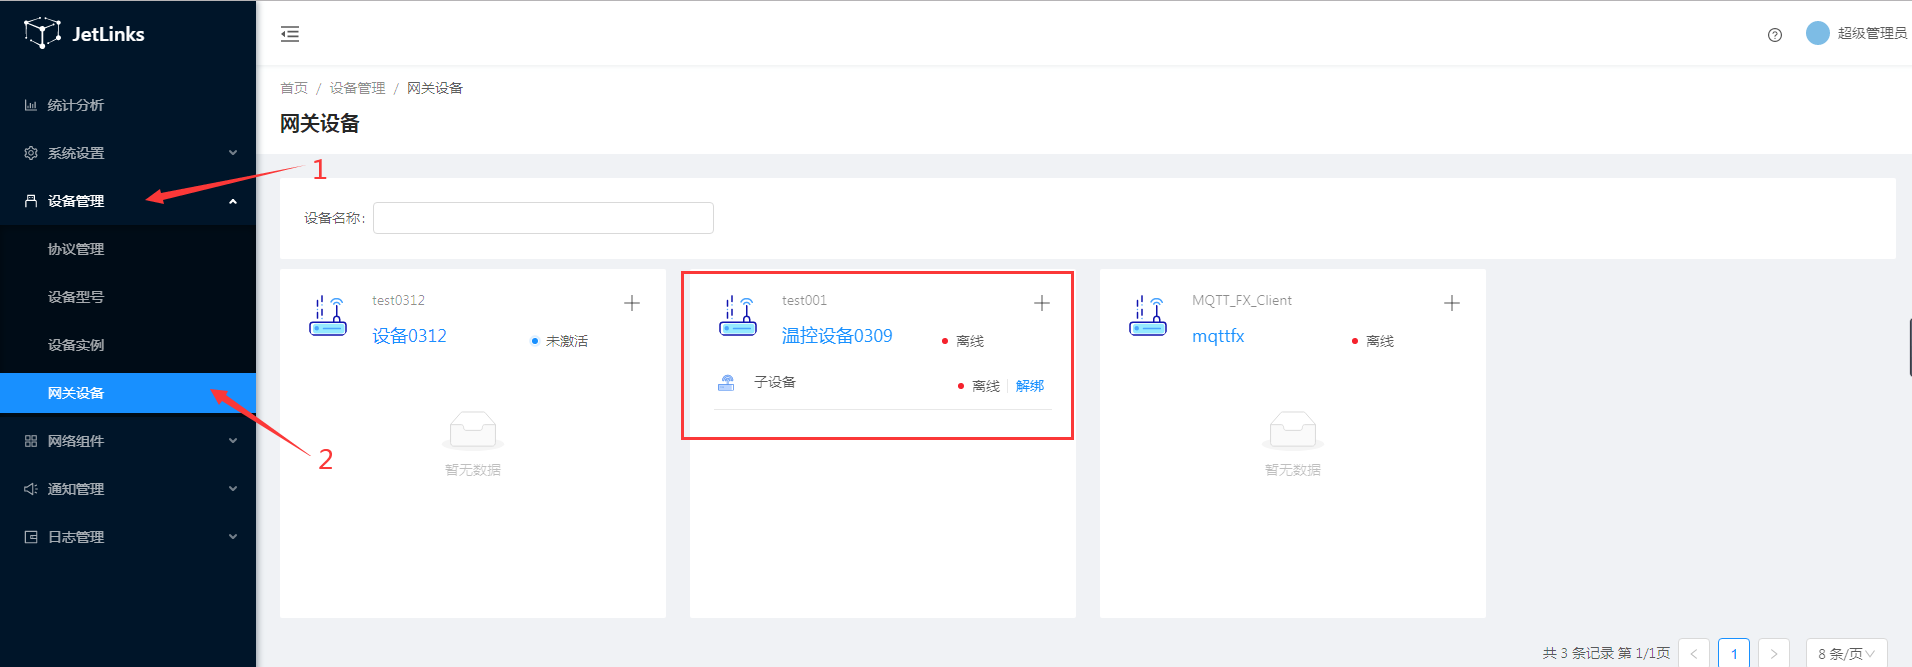 JetLinks
超级管理员
统计分析
系统设置
设备管理
协议管理
设备型号
设备实例
网关设备
网络组件
通知管理
日志管理
1
2
首页 / 设备管理 / 网关设备
网关设备
设备名称:
test0312
设备0312
未激活
暂无数据
test001
温控设备0309
离线
子设备
离线 解绑
MQTT_FX_Client
mqttfx
离线
暂无数据
共 3 条记录 第 1/1页 < 1 > 8 条/页